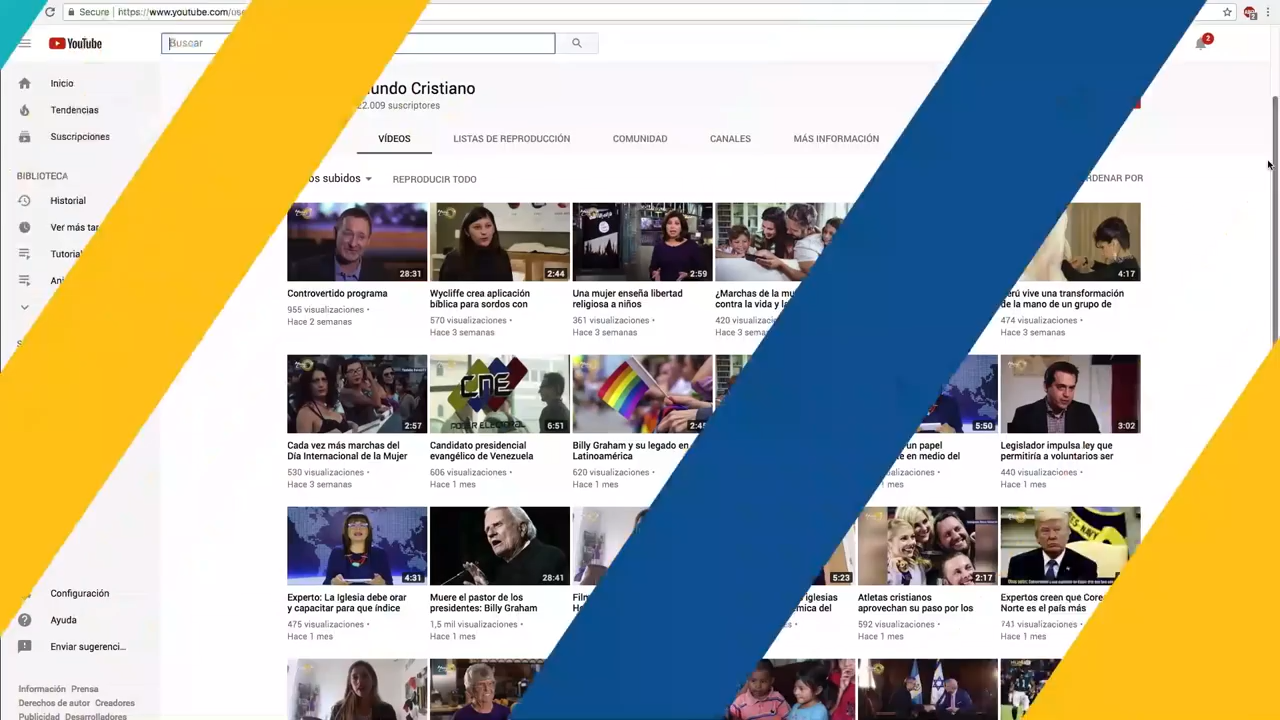 Secure
https://www.youtube.com/use
YouTube
Buscar
2
Inicio
Tendencias
Suscripciones
BIBLIOTECA
Historial
Ver más tar
Tutorial
Configuración
Ayuda
Enviar sugerenci...
Información Prensa
Derechos de autor Creadores
Publicidad Desarrolladores
undo Cristiano
2.009 suscriptores
VÍDEOS
LISTAS DE REPRODUCCIÓN
COMUNIDAD
CANALES
MÁS INFORMACIÓN
os subidos
REPRODUCIR TODO
RDENAR POR
28:31
Controvertido programa
955 visualizaciones •
Hace 2 semanas
2:44
Wycliffe crea aplicación
bíblica para sordos con
570 visualizaciones •
Hace 3 semanas
2:59
Una mujer enseña libertad
religiosa a niños
361 visualizaciones •
Hace 3 semanas
¿Marchas de la mu
contra la vida y la
420 visualizaciones
Hace 3 sema
4:17
erú vive una transformación
de la mano de un grupo de
474 visualizaciones •
Hace 3 semanas
2:57
Cada vez más marchas del
Día Internacional de la Mujer
530 visualizaciones •
Hace 3 semanas
CNE
PODER ELECTORAL
6:51
Candidato presidencial
evangélico de Venezuela
606 visualizaciones •
Hace 1 mes
Billy Graham y su legado en
Latinoamérica
620 visualizaciones •
Hace 1 mes
5:50
un papel
e en medio del
mes
3:02
Legislador impulsa ley que
permitiría a voluntarios ser
440 visualizaciones •
Hace 1 mes
4:31
Experto: La Iglesia debe orar
y capacitar para que índice
475 visualizaciones •
Hace 1 mes
28:41
Muere el pastor de los
presidentes: Billy Graham
1,5 mil visualizaciones •
Hace 1 mes
Film
5:23
iglesias
mica del
2:17
Atletas cristianos
aprovechan su paso por los
592 visualizaciones •
Hace 1 mes
Expertos creen que Core
Norte es el país más
741 visualizaciones •
Hace 1 mes